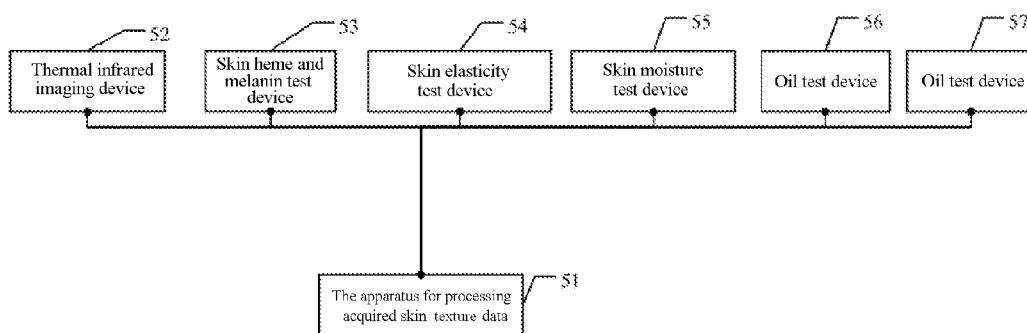 52
53
54
55
56
57
Thermal infrared
imaging device
Skin heme and
melanin test
device
Skin elasticity
test device
Skin moisture
test device
Oil test device
Oil test device
51
The apparatus for processing
acquired skin texture data